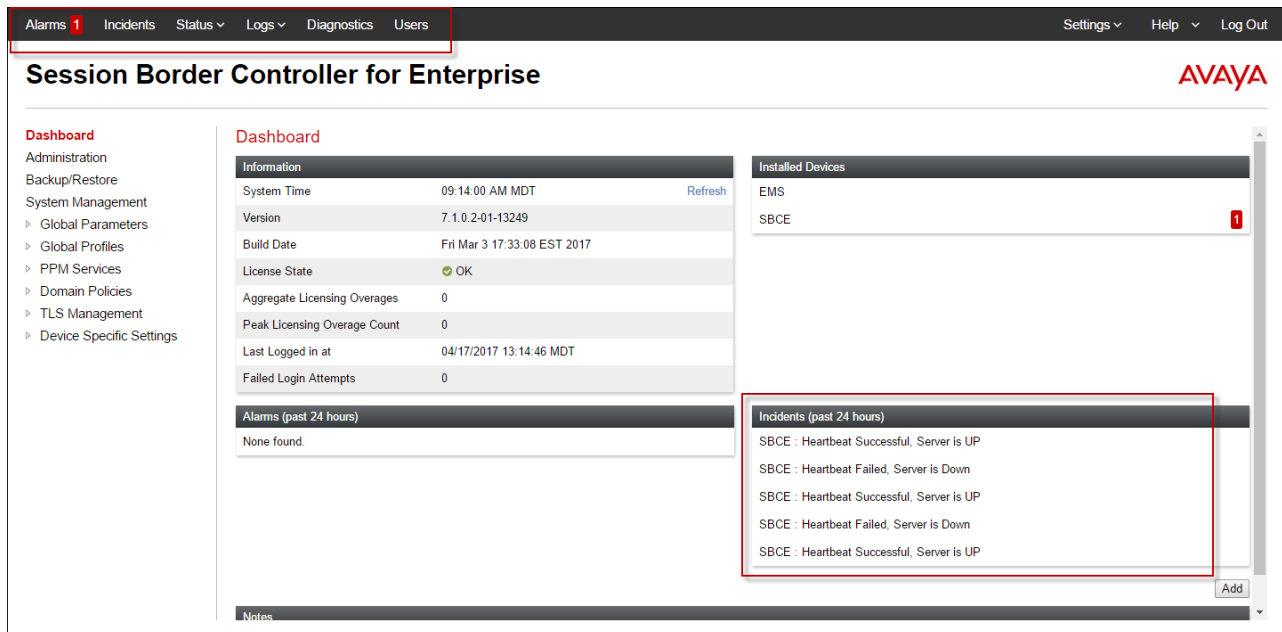 Alarms 1 Incidents Status Logs Diagnostics Users Settings Help Log Out
Session Border Controller for Enterprise
AVAYA
Dashboard
Administration
Backup/Restore
System Management
Global Parameters
Global Profiles
PPM Services
Domain Policies
TLS Management
Device Specific Settings
Dashboard
Information
System Time 09:14:00 AM MDT Refresh
Version 7.1.0.2-01-13249
Build Date Fri Mar 3 17:33:08 EST 2017
License State OK
Aggregate Licensing Overages 0
Peak Licensing Overage Count 0
Last Logged in at 04/17/2017 13:14:46 MDT
Failed Login Attempts 0
Installed Devices
EMS
SBCE 1
Alarms (past 24 hours)
None found.
Incidents (past 24 hours)
SBCE : Heartbeat Successful, Server is UP
SBCE : Heartbeat Failed, Server is Down
SBCE : Heartbeat Successful, Server is UP
SBCE : Heartbeat Failed, Server is Down
SBCE : Heartbeat Successful, Server is UP
Add
Notes